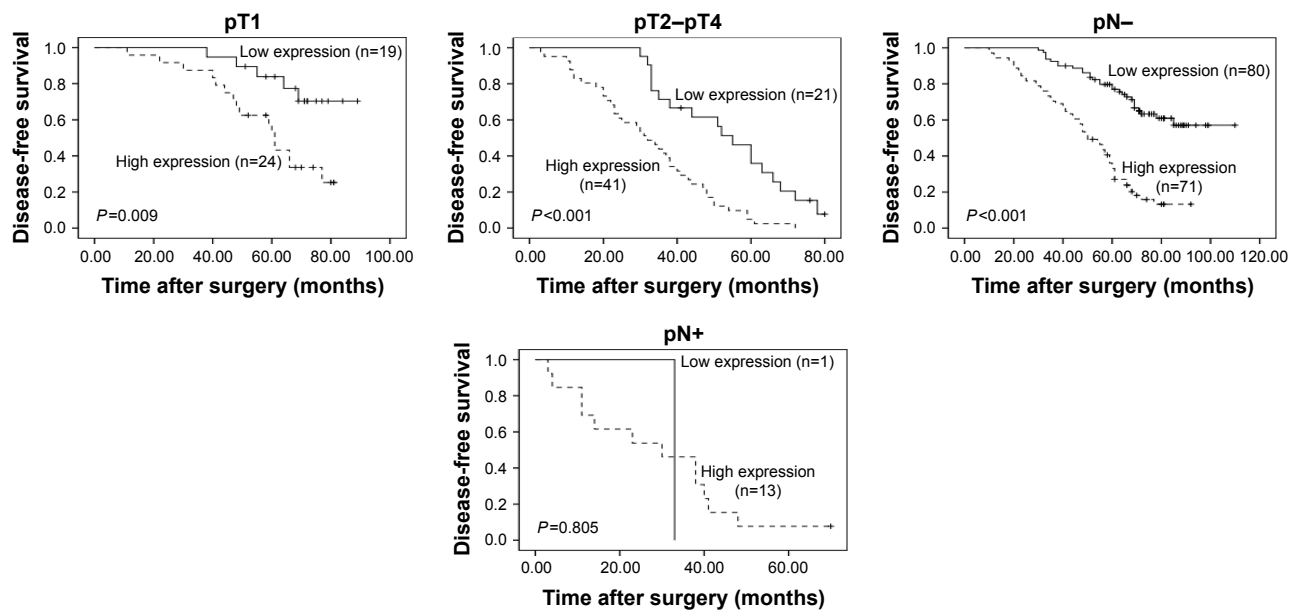 pT1
Disease-free survival
1.0
0.8
0.6
0.4
0.2
0.0
Low expression (n=19)
High expression (n=24)
P=0.009
0.00 20.00 40.00 60.00 80.00 100.00
Time after surgery (months)
pT2–pT4
Disease-free survival
1.0
0.8
0.6
0.4
0.2
0.0
Low expression (n=21)
High expression
(n=41)
P<0.001
0.00 20.00 40.00 60.00 80.00
Time after surgery (months)
pN–
Disease-free survival
1.0
0.8
0.6
0.4
0.2
0.0
Low expression (n=80)
High expression
(n=71)
P<0.001
0.00 20.00 40.00 60.00 80.00 100.00 120.00
Time after surgery (months)
pN+
Disease-free survival
1.0
0.8
0.6
0.4
0.2
0.0
Low expression (n=1)
High expression
(n=13)
P=0.805
0.00 20.00 40.00 60.00
Time after surgery (months)